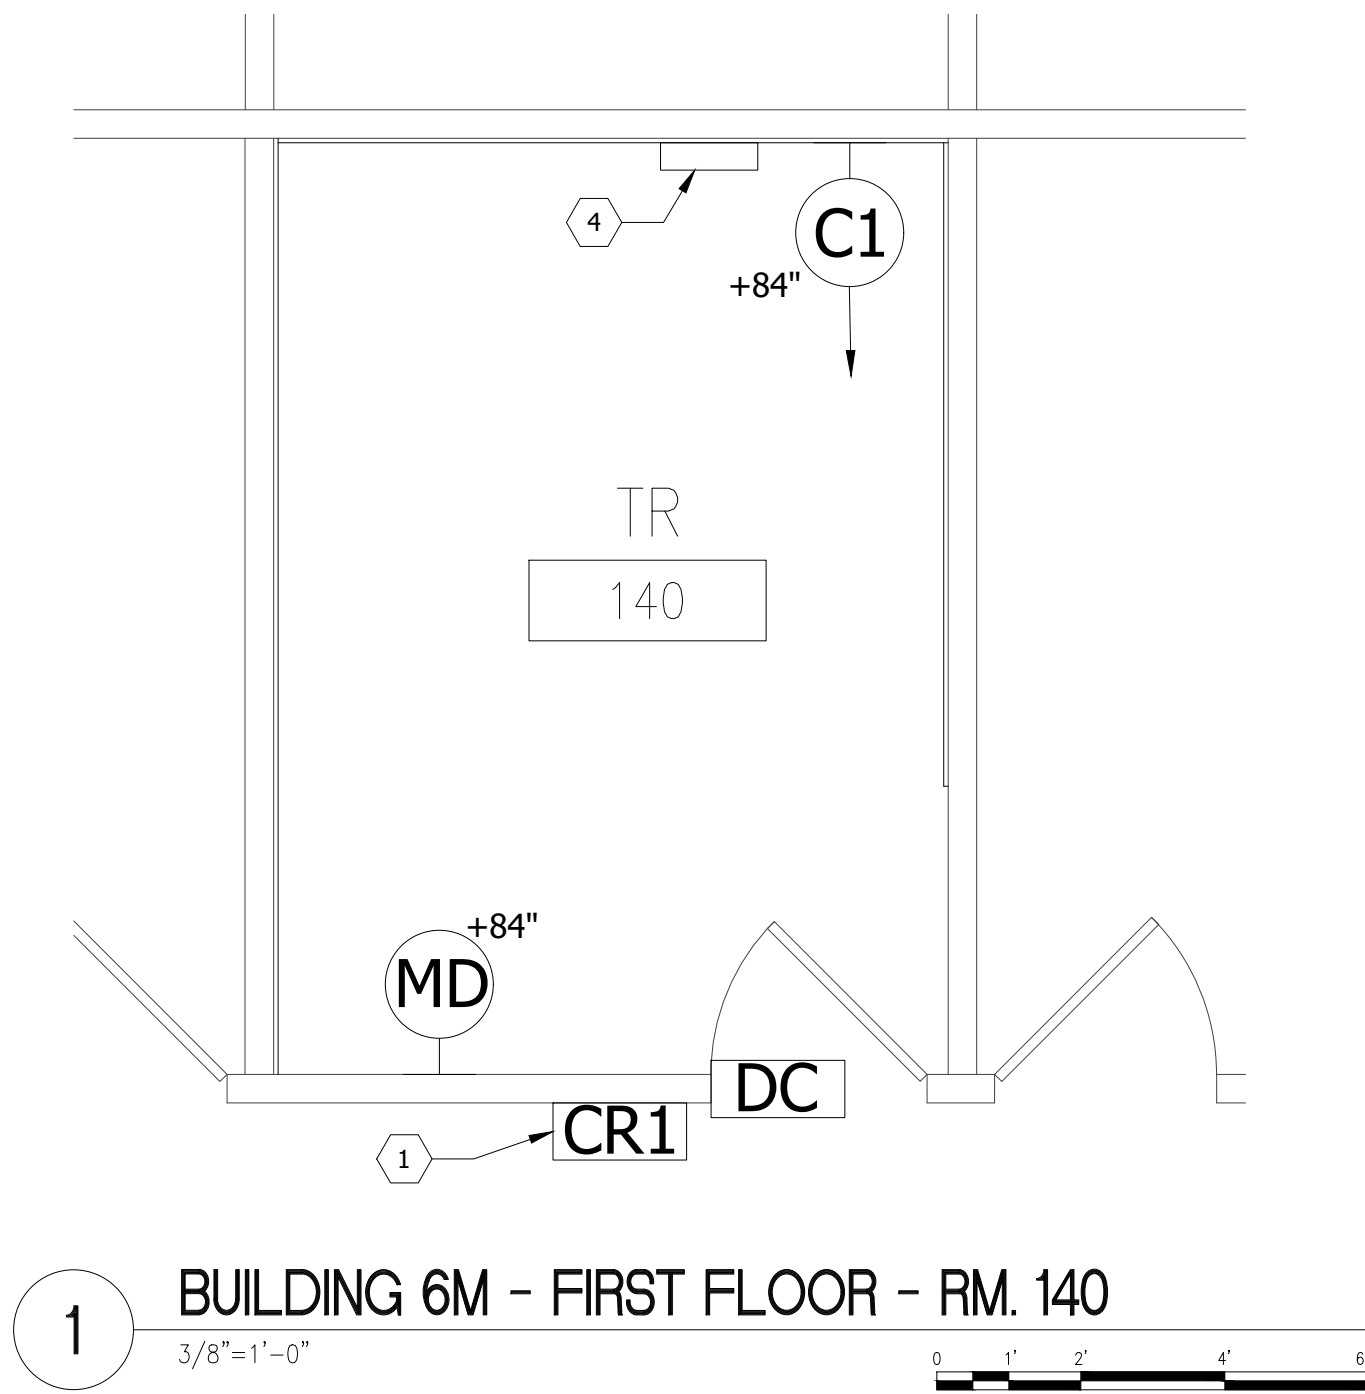 4
C1
+84"
TR
140
+84"
MD
DC
CR1
1
1
BUILDING 6M - FIRST FLOOR - RM. 140
3/8"=1'-0"
0 1' 2' 4' 6